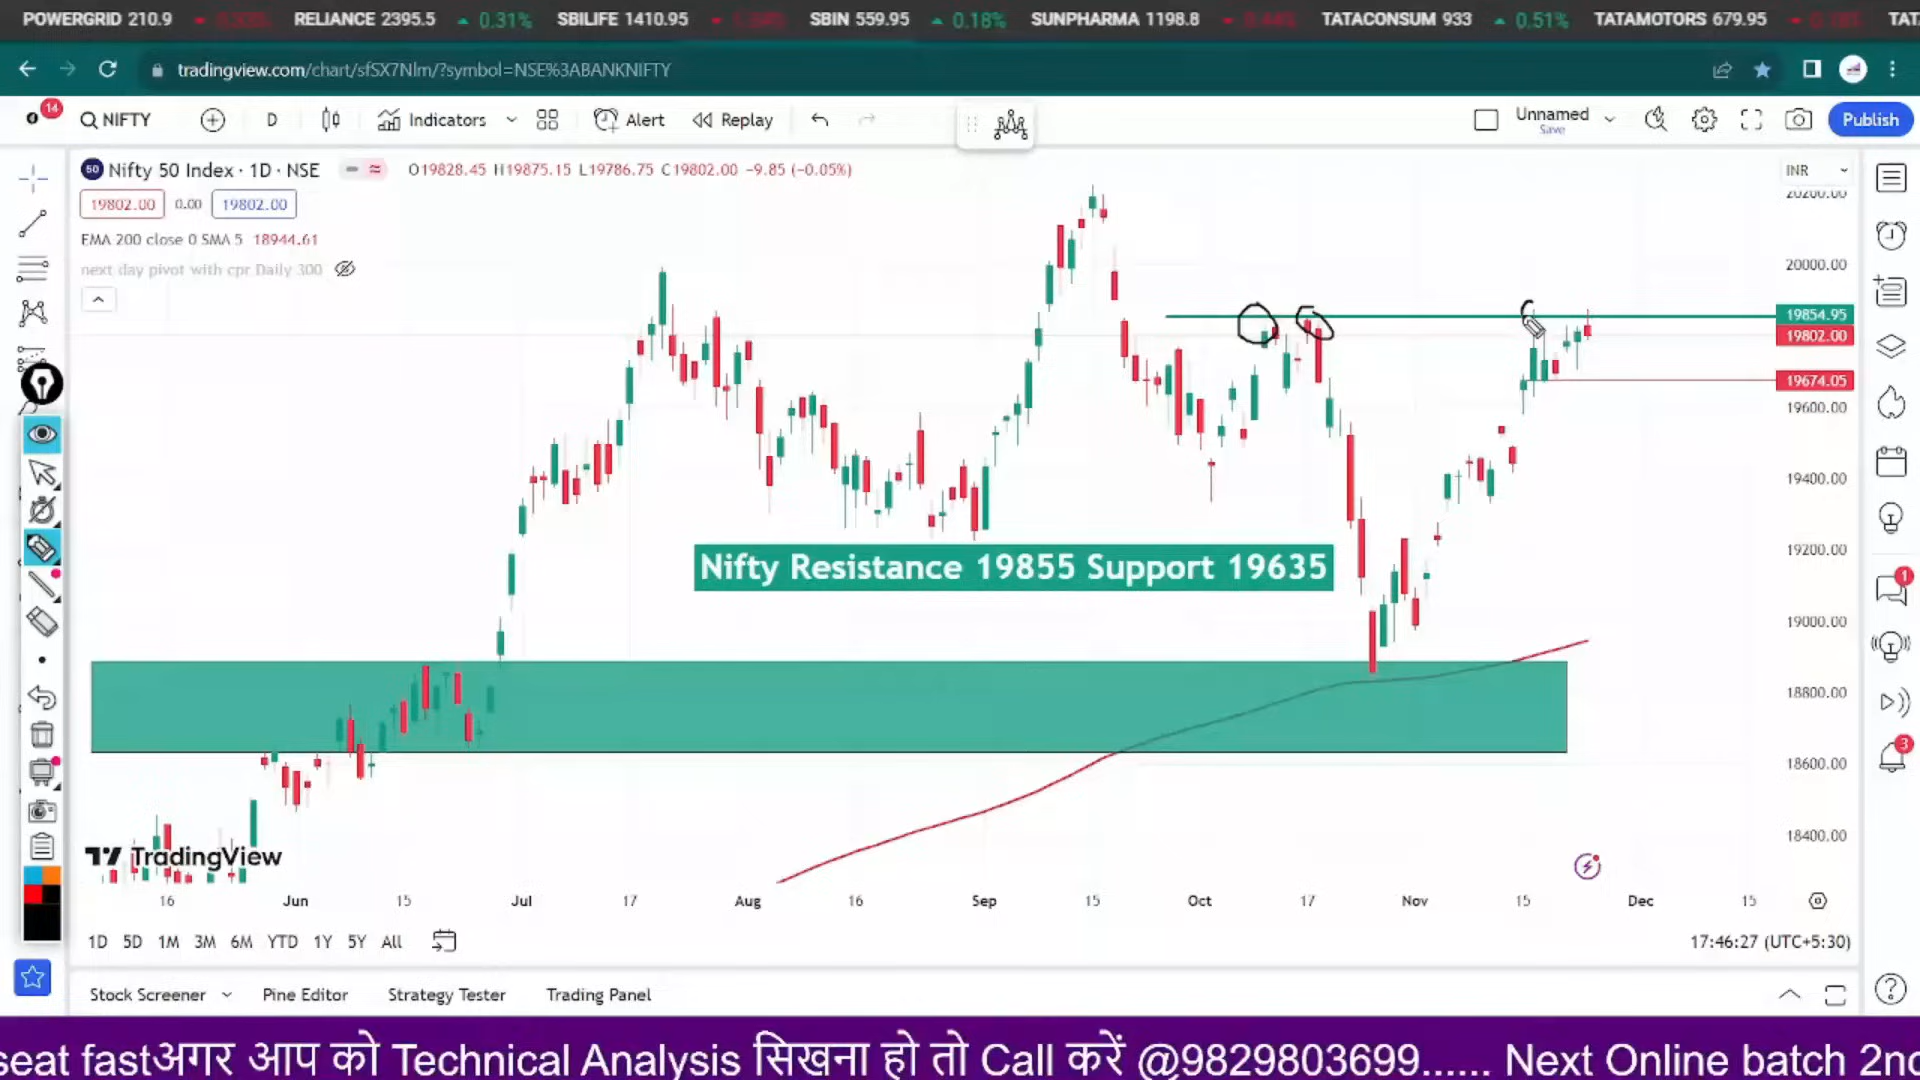 POWERGRID 210.9 RELIANCE 2395.5 0.31% SBILIFE 1410.95 SBIN 559.95 0.18% SUNPHARMA 1198.8 TATACONSUM 933 0.51% TATAMOTORS 679.95 TAT
tradingview.com/chart/sfSX7Nlm/?symbol=NSE%3ABANKNIFTY
14 NIFTY D Indicators Alert Replay Unnamed Publish
Save
50 Nifty 50 Index · 1D · NSE O19828.45 H19875.15 L19786.75 C19802.00 −9.85 (−0.05%) INR
19802.00 0.00 19802.00
20200.00
EMA 200 close 0 SMA 5 18944.61
next day pivot with cpr Daily 300
20000.00
19854.95
19802.00
19674.05
19600.00
19400.00
19200.00
Nifty Resistance 19855 Support 19635
1
19000.00
18800.00
3
18600.00
18400.00
TradingView
16 Jun 15 Jul 17 Aug 16 Sep 15 Oct 17 Nov 15 Dec 15
1D 5D 1M 3M 6M YTD 1Y 5Y All 17:46:27 (UTC+5:30)
Stock Screener Pine Editor Strategy Tester Trading Panel
seat fastअगर आप को Technical Analysis सिखना हो तो Call करें @9829803699...... Next Online batch 2nd